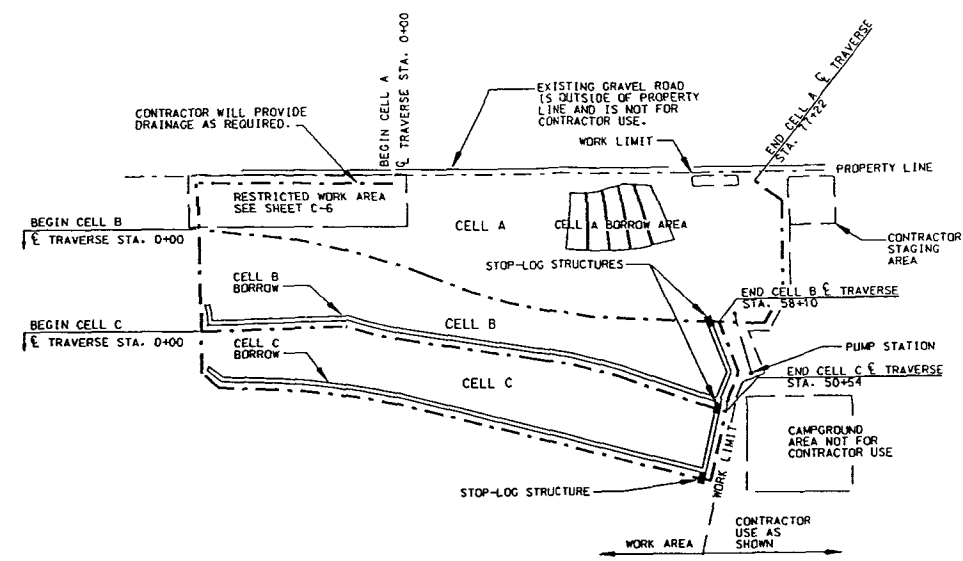 CONTRACTOR WILL PROVIDE
DRAINAGE AS REQUIRED.
BEGIN CELL A
℄ TRAVERSE STA. 0+00
EXISTING GRAVEL ROAD
IS OUTSIDE OF PROPERTY
LINE AND IS NOT FOR
CONTRACTOR USE.
WORK LIMIT
END CELL A ℄ TRAVERSE
STA. 77+22
PROPERTY LINE
RESTRICTED WORK AREA
SEE SHEET C-6
BEGIN CELL B
℄ TRAVERSE STA. 0+00
CELL A
CELL A BORROW AREA
CONTRACTOR
STAGING
AREA
STOP-LOG STRUCTURES
CELL B
BORROW
END CELL B ℄ TRAVERSE
STA. 58+10
BEGIN CELL C
℄ TRAVERSE STA. 0+00
CELL B
CELL C
BORROW
PUMP STATION
CELL C
END CELL C ℄ TRAVERSE
STA. 50+54
CAMPGROUND
AREA NOT FOR
CONTRACTOR USE
WORK LIMIT
STOP-LOG STRUCTURE
WORK AREA
CONTRACTOR
USE AS
SHOWN